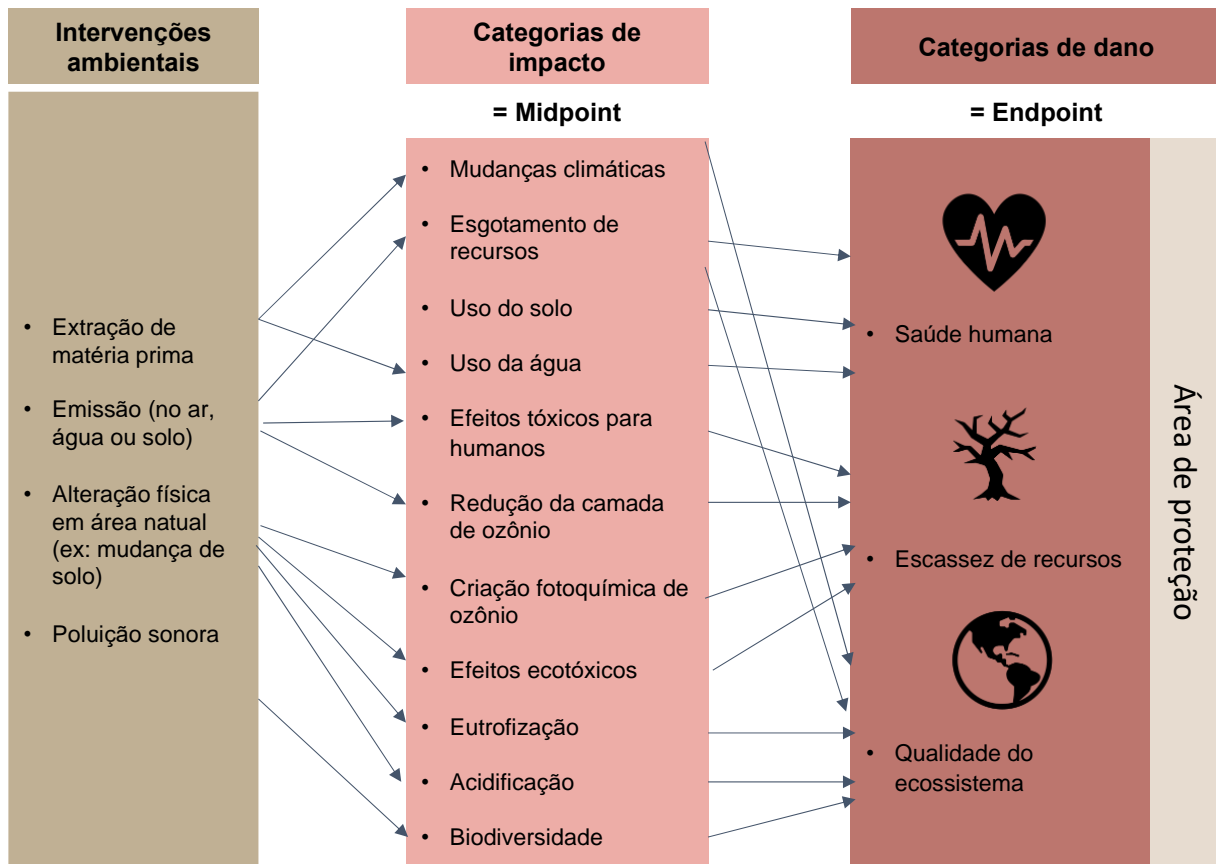 Intervenções
ambientais
• Extração de
matéria prima
• Emissão (no ar,
água ou solo)
• Alteração física
em área natual
(ex: mudança de
solo)
• Poluição sonora
Categorias de
impacto
= Midpoint
• Mudanças climáticas
• Esgotamento de
recursos
• Uso do solo
• Uso da água
• Efeitos tóxicos para
humanos
• Redução da camada
de ozônio
• Criação fotoquímica de
ozônio
• Efeitos ecotóxicos
• Eutrofização
• Acidificação
• Biodiversidade
Categorias de dano
= Endpoint
• Saúde humana
• Escassez de recursos
• Qualidade do
ecossistema
Área de proteção